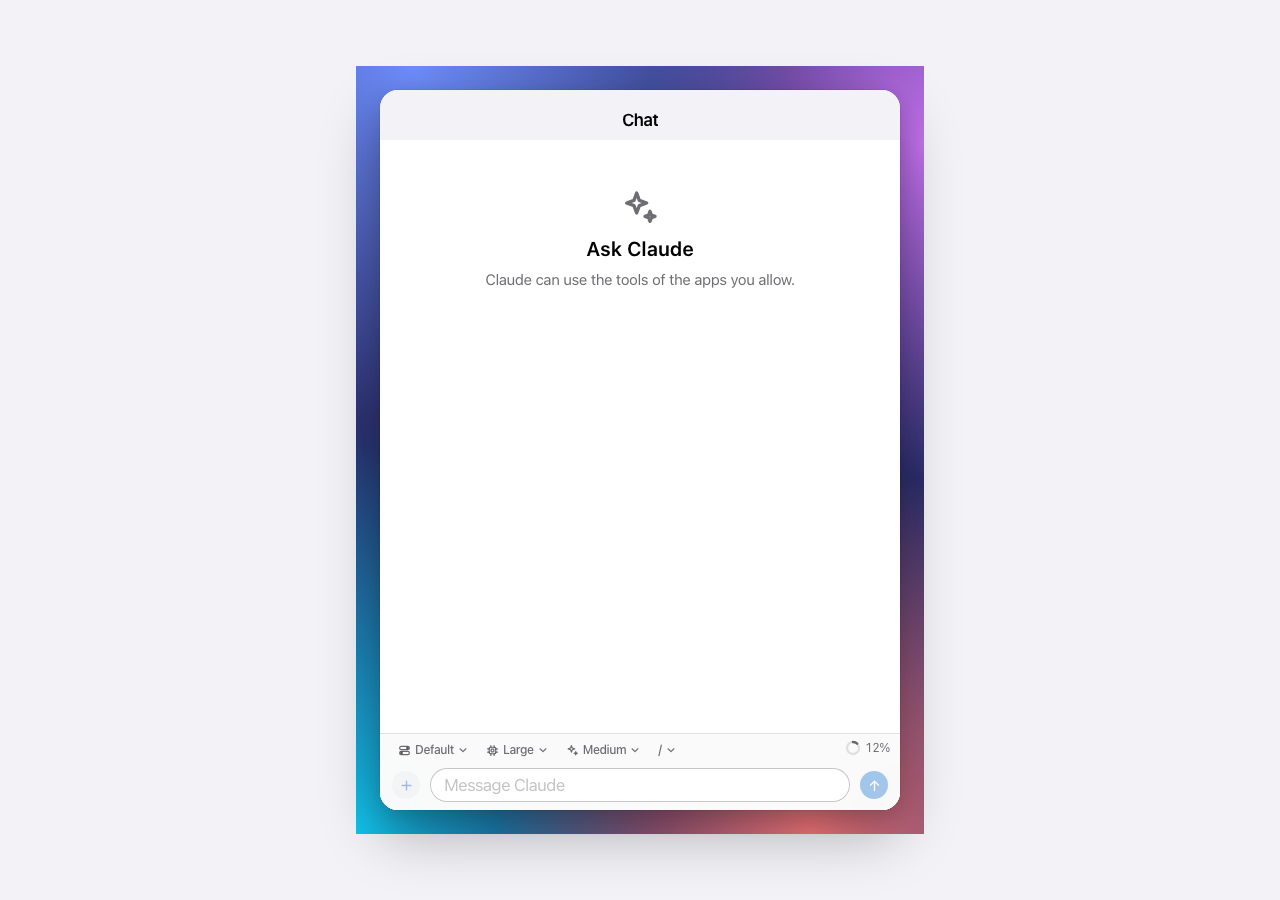 Chat
Ask Claude
Claude can use the tools of the apps you allow.
Default Large Medium / 12%
Message Claude